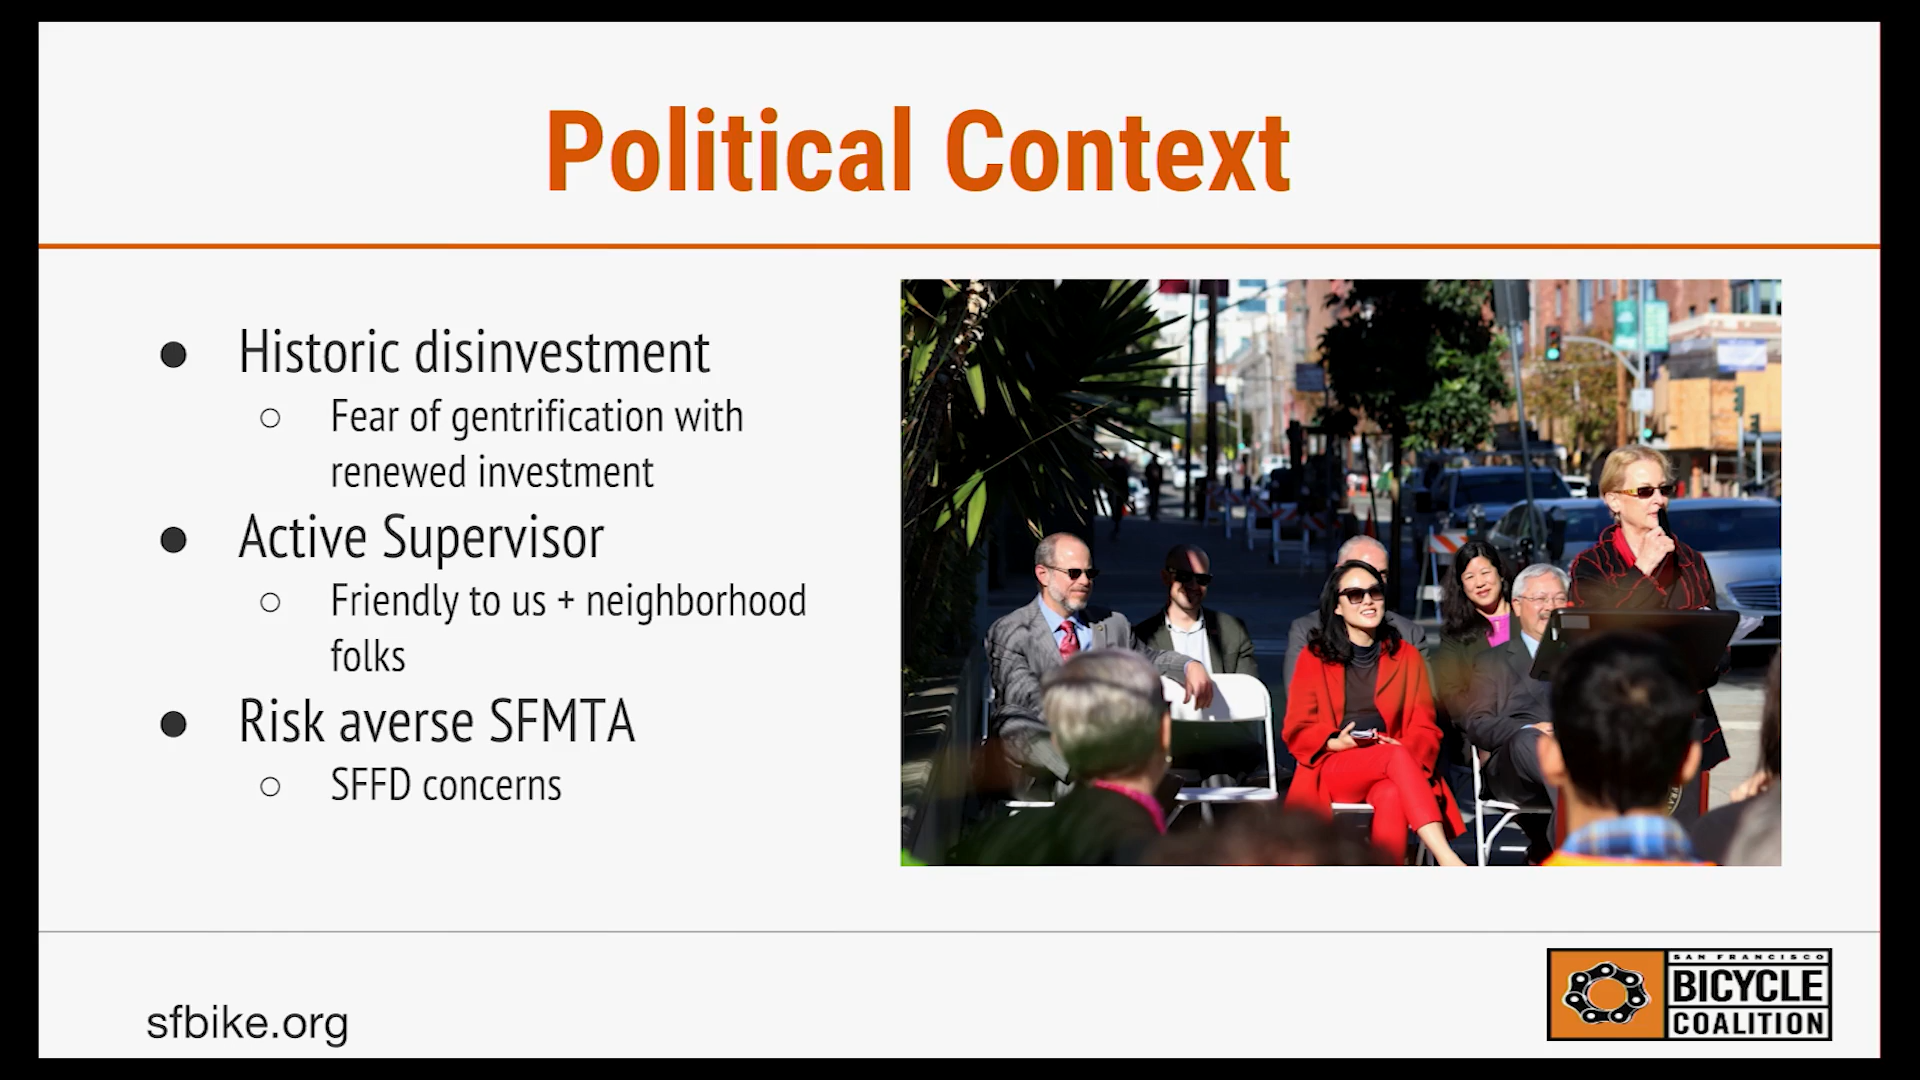 Political Context
● Historic disinvestment
○ Fear of gentrification with
renewed investment
● Active Supervisor
○ Friendly to us + neighborhood
folks
● Risk averse SFMTA
○ SFFD concerns
sfbike.org
SAN FRANCISCO
BICYCLE
COALITION